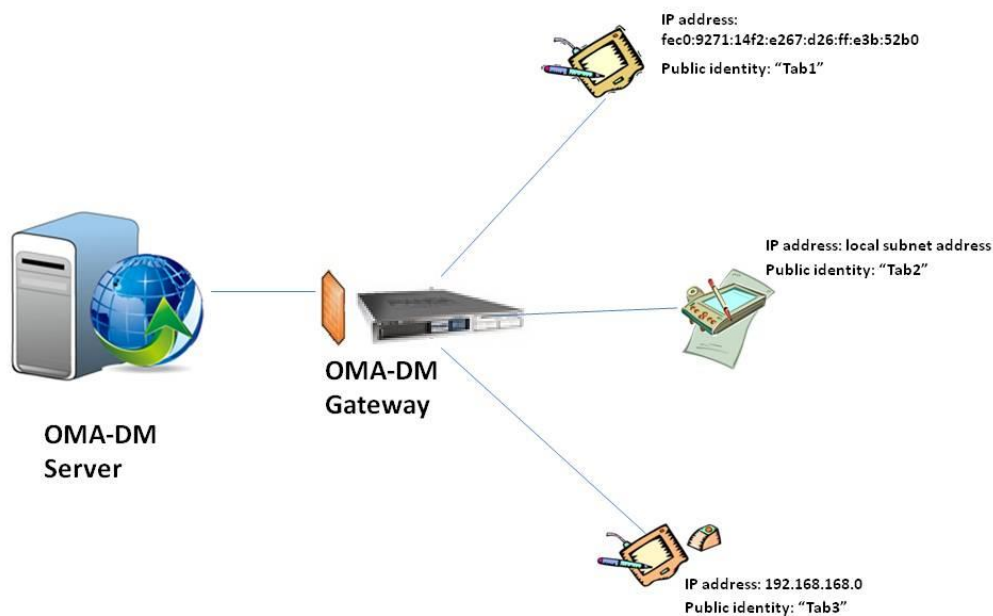 IP address:
fec0:9271:14f2:e267:d26:ff:e3b:52b0
Public identity: “Tab1”
IP address: local subnet address
Public identity: “Tab2”
OMA-DM
Gateway
OMA-DM
Server
IP address: 192.168.168.0
Public identity: “Tab3”